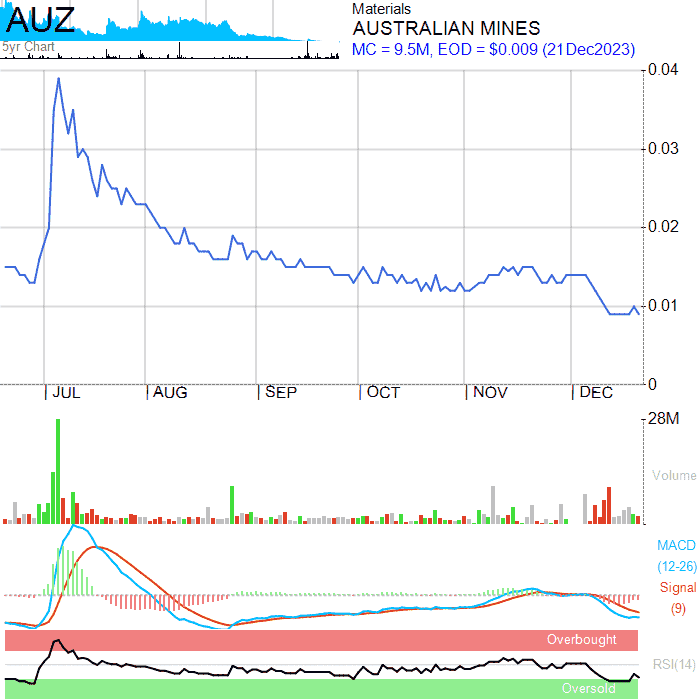 AUZ
5yr Chart
Materials
AUSTRALIAN MINES
MC = 9.5M, EOD = $0.009 (21Dec2023)
0.04
0.03
0.02
0.01
0
JUL AUG SEP OCT NOV DEC
28M
Volume
MACD
(12-26)
Signal
(9)
Overbought
RSI(14)
Oversold